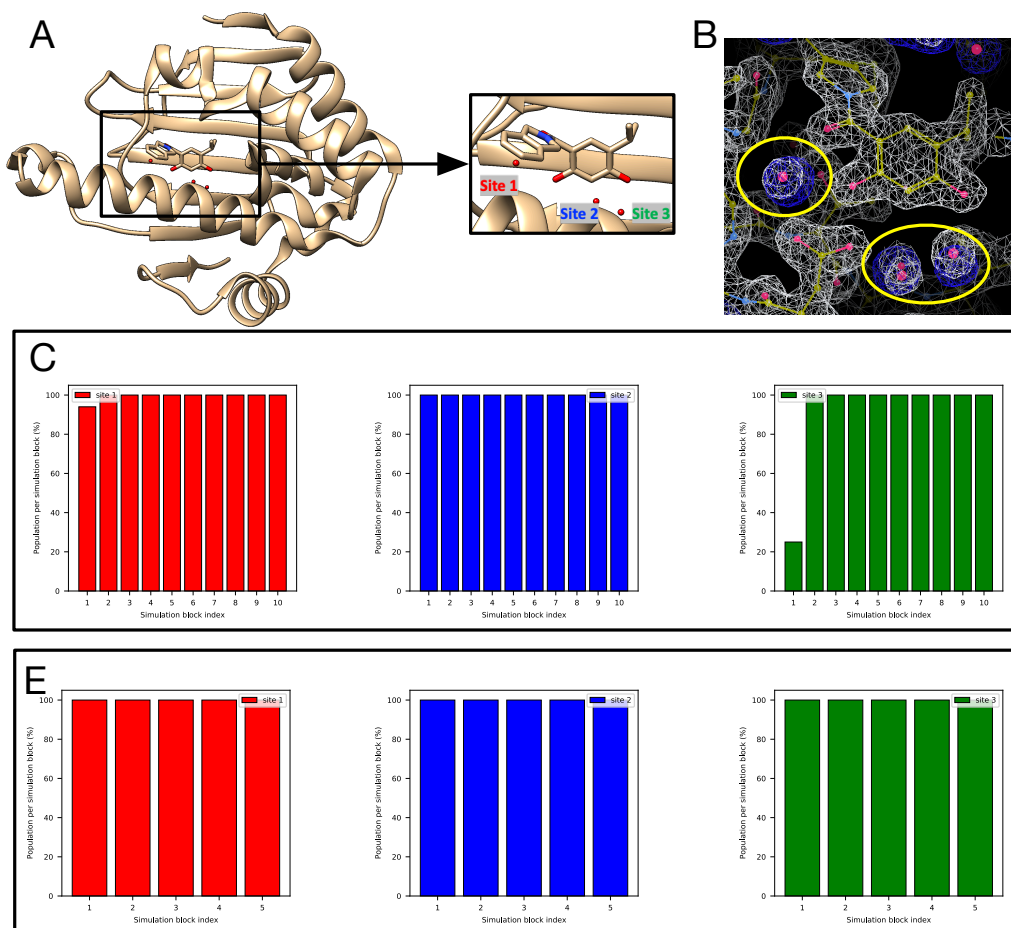 A
B
Site 1
Site 2
Site 3
C
site 1
Population per simulation block (%)
100
80
60
40
20
0
1 2 3 4 5 6 7 8 9 10
Simulation block index
site 2
Population per simulation block (%)
100
80
60
40
20
0
1 2 3 4 5 6 7 8 9 10
Simulation block index
site 3
Population per simulation block (%)
100
80
60
40
20
0
1 2 3 4 5 6 7 8 9 10
Simulation block index
E
site 1
Population per simulation block (%)
100
80
60
40
20
0
1 2 3 4 5
Simulation block index
site 2
Population per simulation block (%)
100
80
60
40
20
0
1 2 3 4 5
Simulation block index
site 3
Population per simulation block (%)
100
80
60
40
20
0
1 2 3 4 5
Simulation block index